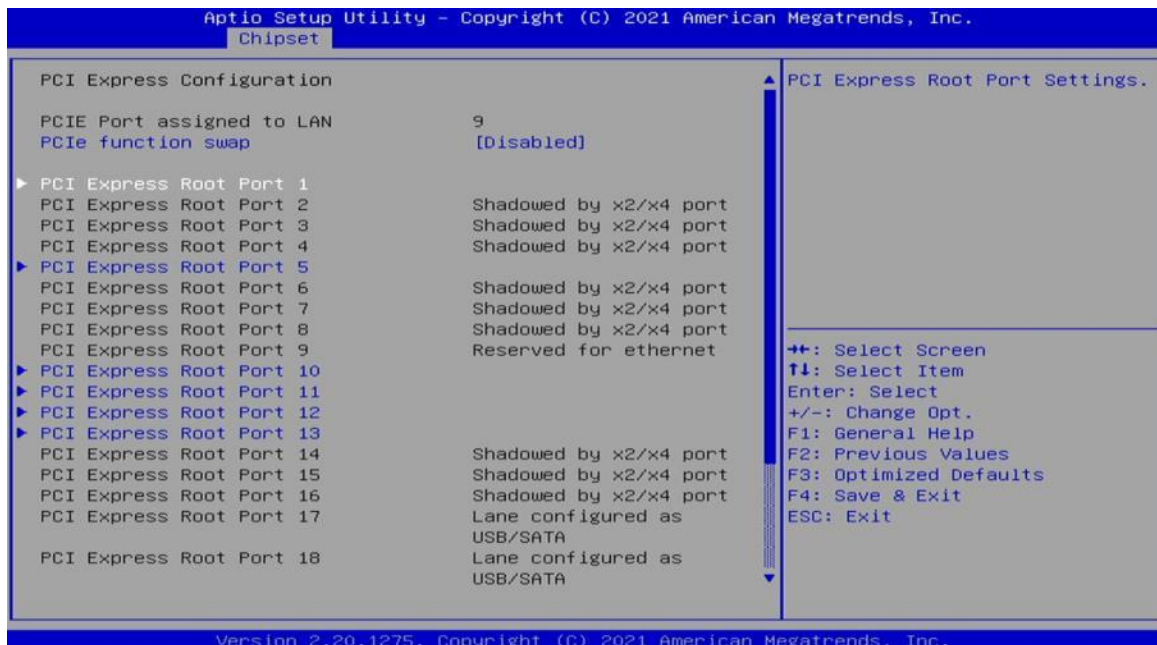 Aptio Setup Utility – Copyright (C) 2021 American Megatrends, Inc.
Chipset
PCI Express Configuration
PCIE Port assigned to LAN 9
PCIe function swap [Disabled]
PCI Express Root Port 1
PCI Express Root Port 2 Shadowed by x2/x4 port
PCI Express Root Port 3 Shadowed by x2/x4 port
PCI Express Root Port 4 Shadowed by x2/x4 port
PCI Express Root Port 5
PCI Express Root Port 6 Shadowed by x2/x4 port
PCI Express Root Port 7 Shadowed by x2/x4 port
PCI Express Root Port 8 Shadowed by x2/x4 port
PCI Express Root Port 9 Reserved for ethernet
PCI Express Root Port 10
PCI Express Root Port 11
PCI Express Root Port 12
PCI Express Root Port 13
PCI Express Root Port 14 Shadowed by x2/x4 port
PCI Express Root Port 15 Shadowed by x2/x4 port
PCI Express Root Port 16 Shadowed by x2/x4 port
PCI Express Root Port 17 Lane configured as
USB/SATA
PCI Express Root Port 18 Lane configured as
USB/SATA
PCI Express Root Port Settings.
→←: Select Screen
↑↓: Select Item
Enter: Select
+/-: Change Opt.
F1: General Help
F2: Previous Values
F3: Optimized Defaults
F4: Save & Exit
ESC: Exit
Version 2.20.1275. Copyright (C) 2021 American Megatrends, Inc.